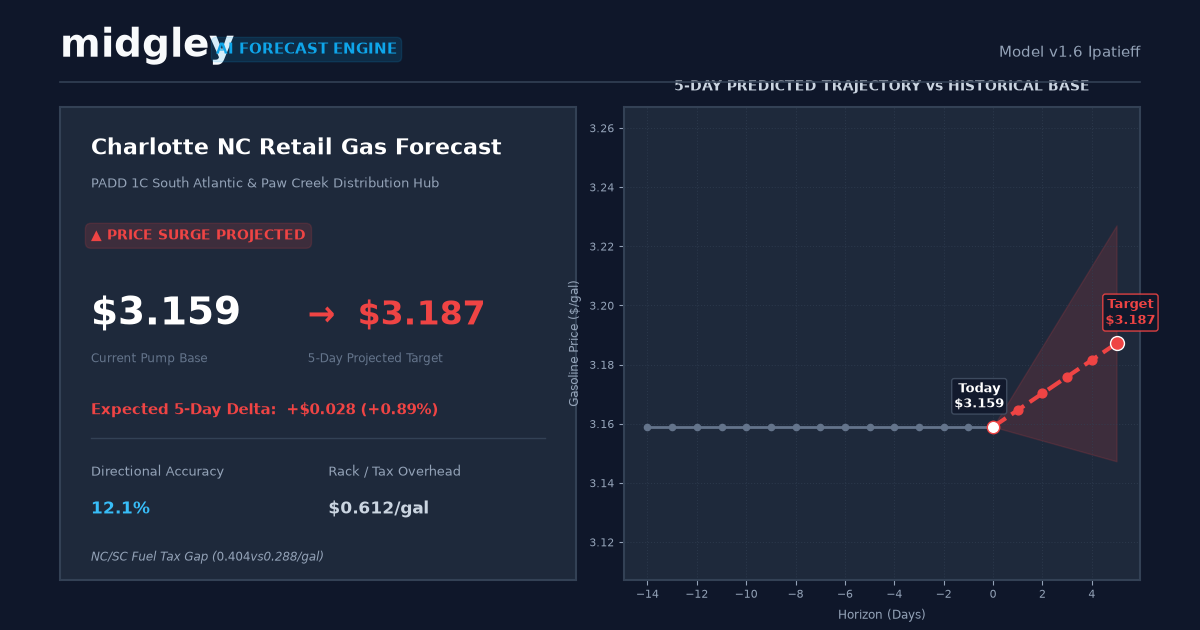 midgley
AI FORECAST ENGINE
Model v1.6 Ipatieff
Charlotte NC Retail Gas Forecast
PADD 1C South Atlantic & Paw Creek Distribution Hub
▲ PRICE SURGE PROJECTED
$3.159 → $3.187
Current Pump Base
5-Day Projected Target
Expected 5-Day Delta: +$0.028 (+0.89%)
Directional Accuracy
Rack / Tax Overhead
12.1%
$0.612/gal
NC/SC Fuel Tax Gap (0.404vs0.288/gal)
5-DAY PREDICTED TRAJECTORY vs HISTORICAL BASE
Gasoline Price ($/gal)
3.26
3.24
3.22
3.20
3.18
3.16
3.14
3.12
Target
$3.187
Today
$3.159
−14 −12 −10 −8 −6 −4 −2 0 2 4
Horizon (Days)